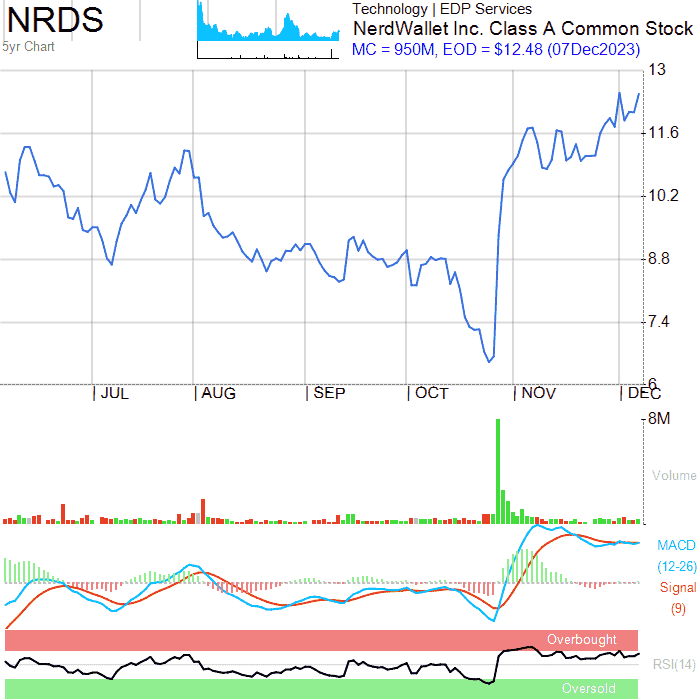 NRDS
5yr Chart
Technology | EDP Services
NerdWallet Inc. Class A Common Stock
MC = 950M, EOD = $12.48 (07Dec2023)
13
11.6
10.2
8.8
7.4
6
JUL
AUG
SEP
OCT
NOV
DEC
8M
Volume
MACD
(12-26)
Signal
(9)
Overbought
RSI(14)
Oversold